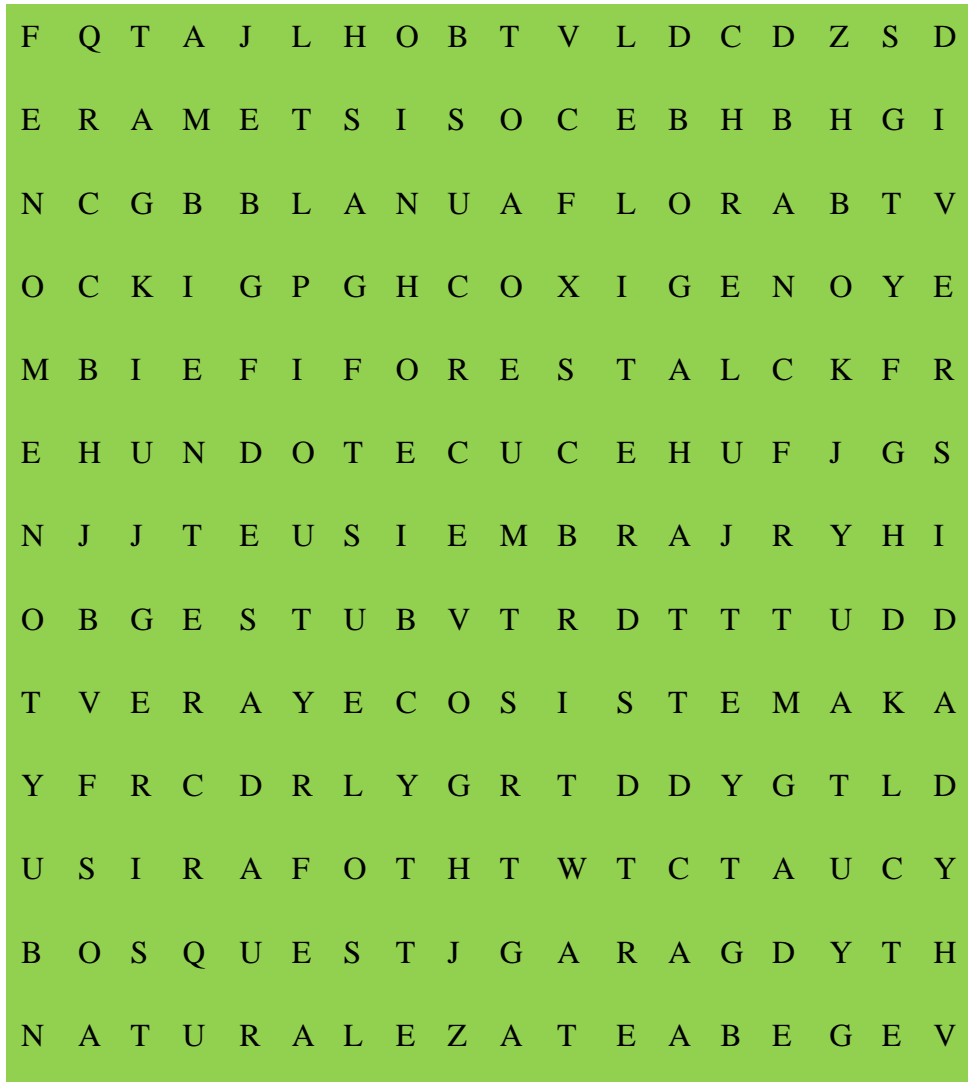 F Q T A J L H O B T V L D C D Z S D
E R A M E T S I S O C E B H B H G I
N C G B B L A N U A F L O R A B T V
O C K I G P G H C O X I G E N O Y E
M B I E F I F O R E S T A L C K F R
E H U N D O T E C U C E H U F J G S
N J J T E U S I E M B R A J R Y H I
O B G E S T U B V T R D T T T U D D
T V E R A Y E C O S I S T E M A K A
Y F R C D R L Y G R T D D Y G T L D
U S I R A F O T H T W T C T A U C Y
B O S Q U E S T J G A R A G D Y T H
N A T U R A L E Z A T E A B E G E V